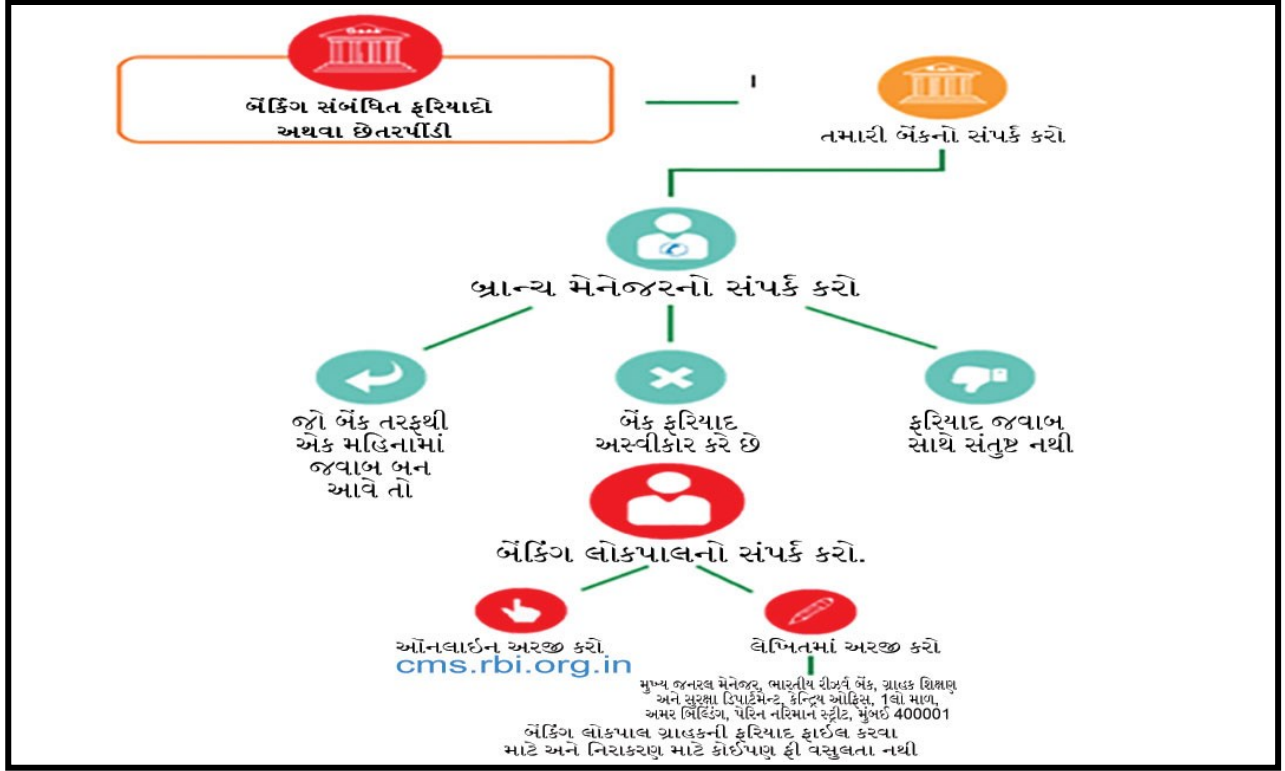 Bank
બેંકિંગ સંબંધિત ફરિયાદો
અથવા છેતરપીંડી
તમારી બેંકનો સંપર્ક કરો
બ્રાન્ચ મેનેજરનો સંપર્ક કરો
જો બેંક તરફથી
એક મહિનામાં
જવાબ બન
આવે તો
બેંક ફરિયાદ
અસ્વીકાર કરે છે
ફરિયાદ જવાબ
સાથે સંતુષ્ટ નથી
બેંકિંગ લોકપાલનો સંપર્ક કરો.
ઑનલાઇન અરજી કરો
cms.rbi.org.in
લેખિતમાં અરજી કરો
મુખ્ય જનરલ મેનેજર, ભારતીય રીઝર્વ બેંક, ગ્રાહક શિક્ષણ
અને સુરક્ષા ડિપાર્ટમેન્ટ, કેન્દ્રિય ઓફિસ, 1લો માળ,
અમર બિલ્ડિંગ, પેરિન નરિમાન સ્ટ્રીટ, મુંબઈ 400001
બેંકિંગ લોકપાલ ગ્રાહકની ફરિયાદ ફાઈલ કરવા
માટે અને નિરાકરણ માટે કોઈપણ ફી વસુલતા નથી